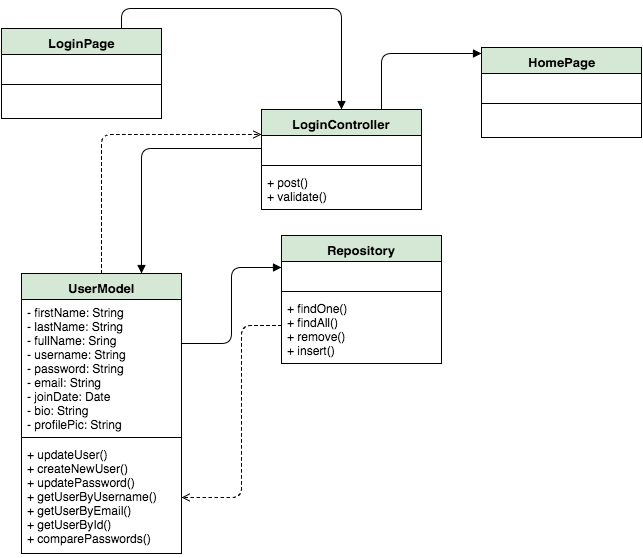 LoginPage
HomePage
LoginController
+ post()
+ validate()
Repository
+ findOne()
+ findAll()
+ remove()
+ insert()
UserModel
- firstName: String
- lastName: String
- fullName: Sring
- username: String
- password: String
- email: String
- joinDate: Date
- bio: String
- profilePic: String
+ updateUser()
+ createNewUser()
+ updatePassword()
+ getUserByUsername()
+ getUserByEmail()
+ getUserById()
+ comparePasswords()